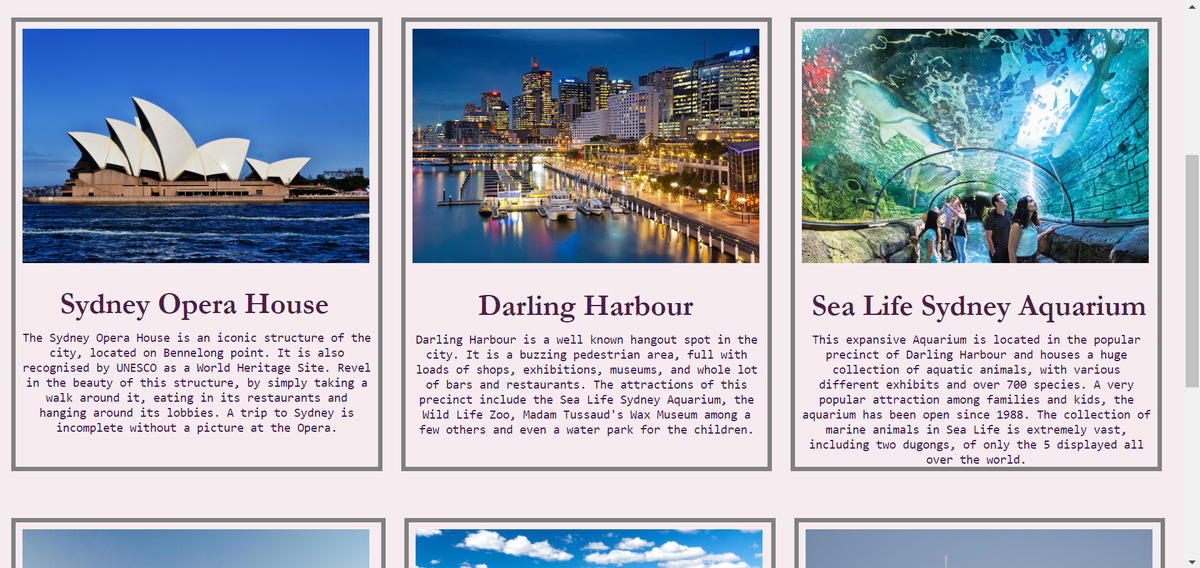 Allianz
Sydney Opera House
The Sydney Opera House is an iconic structure of the
city, located on Bennelong point. It is also
recognised by UNESCO as a World Heritage Site. Revel
in the beauty of this structure, by simply taking a
walk around it, eating in its restaurants and
hanging around its lobbies. A trip to Sydney is
incomplete without a picture at the Opera.
Darling Harbour
Darling Harbour is a well known hangout spot in the
city. It is a buzzing pedestrian area, full with
loads of shops, exhibitions, museums, and whole lot
of bars and restaurants. The attractions of this
precinct include the Sea Life Sydney Aquarium, the
Wild Life Zoo, Madam Tussaud's Wax Museum among a
few others and even a water park for the children.
Sea Life Sydney Aquarium
This expansive Aquarium is located in the popular
precinct of Darling Harbour and houses a huge
collection of aquatic animals, with various
different exhibits and over 700 species. A very
popular attraction among families and kids, the
aquarium has been open since 1988. The collection of
marine animals in Sea Life is extremely vast,
including two dugongs, of only the 5 displayed all
over the world.